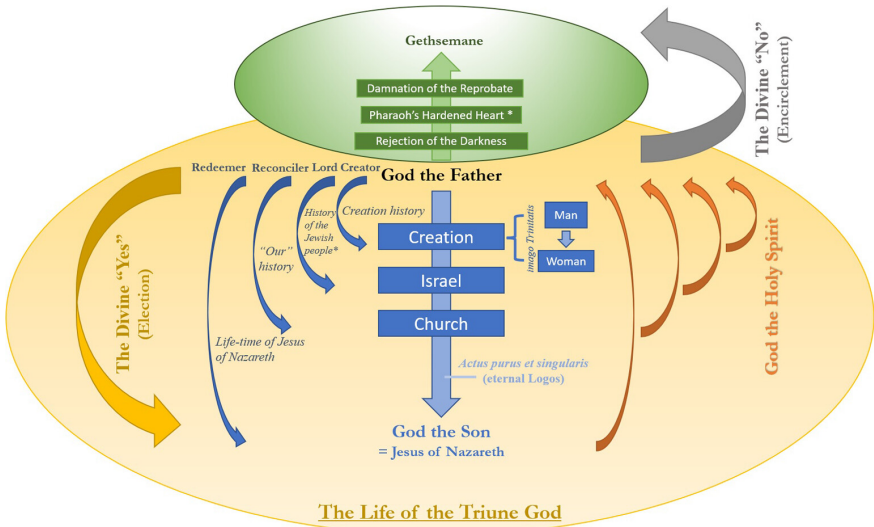 Gethsemane
Damnation of the Reprobate
Pharaoh's Hardened Heart *
Rejection of the Darkness
The Divine "No"
(Encirclement)
Redeemer Reconciler Lord Creator
God the Father
The Divine "Yes"
(Election)
Creation history
History
of the
Jewish
people*
"Our"
history
Life-time of Jesus
of Nazareth
Creation
Israel
Church
imago Trinitatis
Man
Woman
Actus purus et singularis
(eternal Logos)
God the Holy Spirit
God the Son
= Jesus of Nazareth
The Life of the Triune God